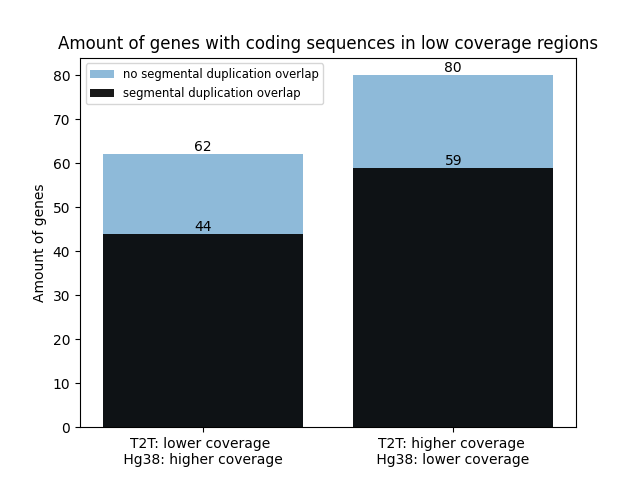 Amount of genes with coding sequences in low coverage regions
no segmental duplication overlap
segmental duplication overlap
80
70
60
50
40
30
20
10
0
Amount of genes
62
44
80
59
T2T: lower coverage
Hg38: higher coverage
T2T: higher coverage
Hg38: lower coverage